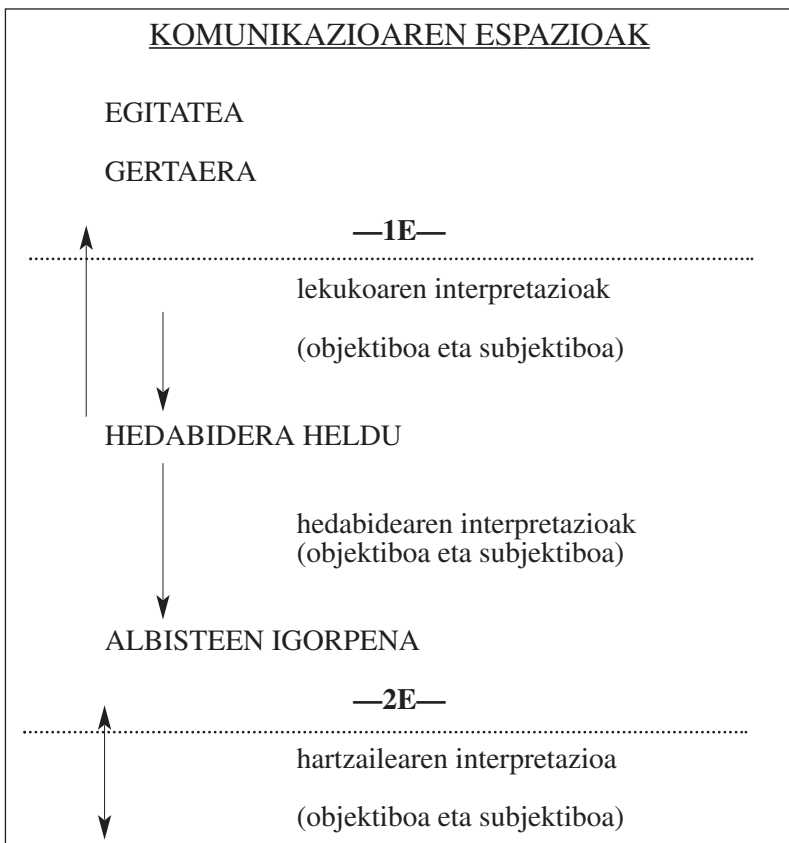 KOMUNIKAZIOAREN ESPAZIOAK
EGITATEA
GERTAERA
—1E—
lekukoaren interpretazioak
(objektiboa eta subjektiboa)
HEDABIDERA HELDU
hedabidearen interpretazioak
(objektiboa eta subjektiboa)
ALBISTEEN IGORPENA
—2E—
hartzailearen interpretazioa
(objektiboa eta subjektiboa)